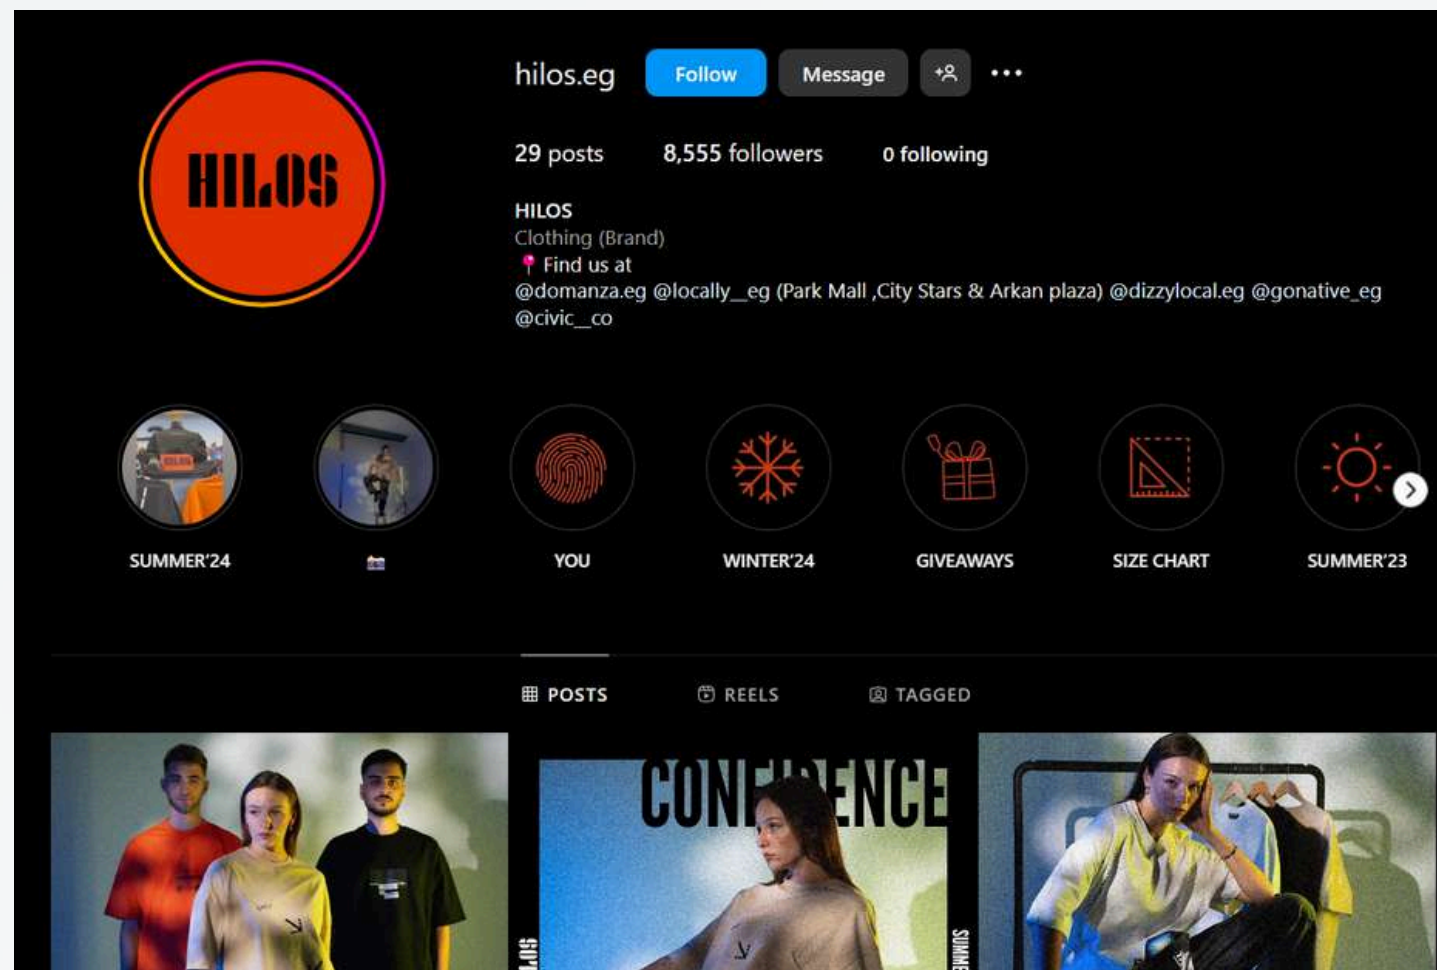 HILOS
hilos.eg Follow Message
29 posts 8,555 followers 0 following
HILOS
Clothing (Brand)
Find us at
@domanza.eg @locally__eg (Park Mall ,City Stars & Arkan plaza) @dizzylocal.eg @gonative_eg
@civic__co
HILOS
SUMMER'24 YOU WINTER'24 GIVEAWAYS SIZE CHART SUMMER'23
POSTS REELS TAGGED
CONFIDENCE